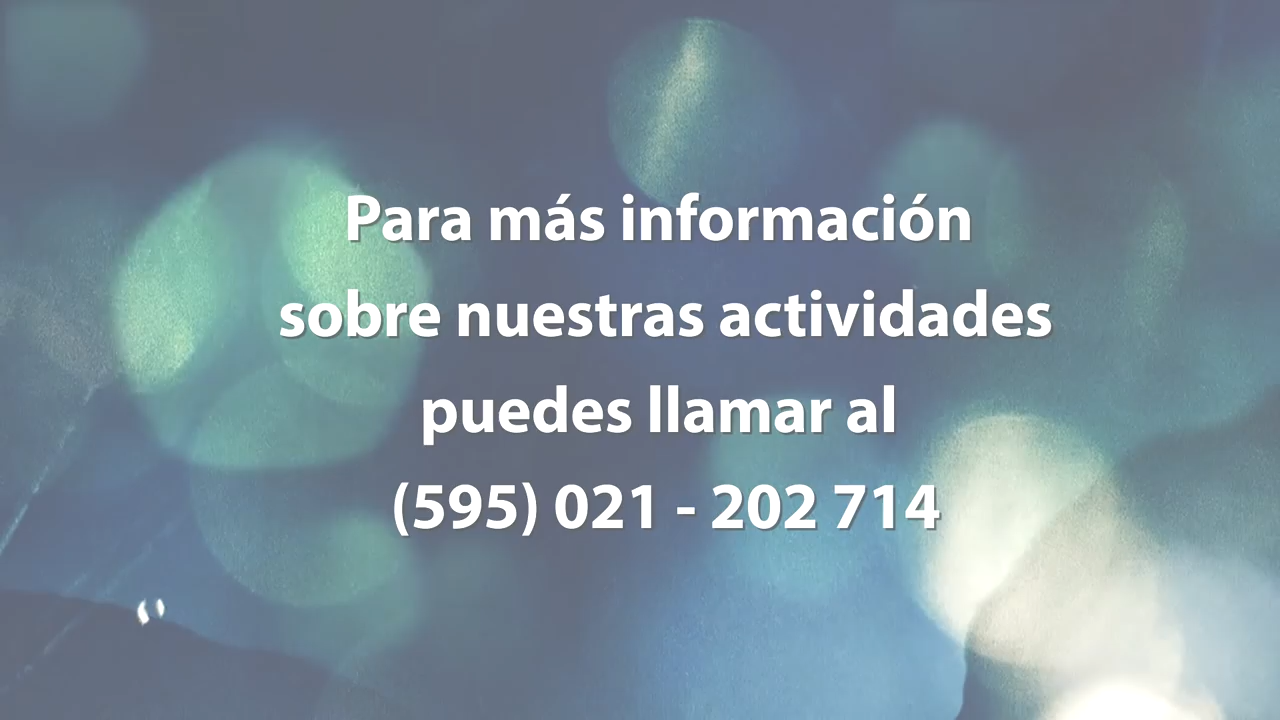 Para más información
sobre nuestras actividades
puedes llamar al
(595) 021 - 202 714